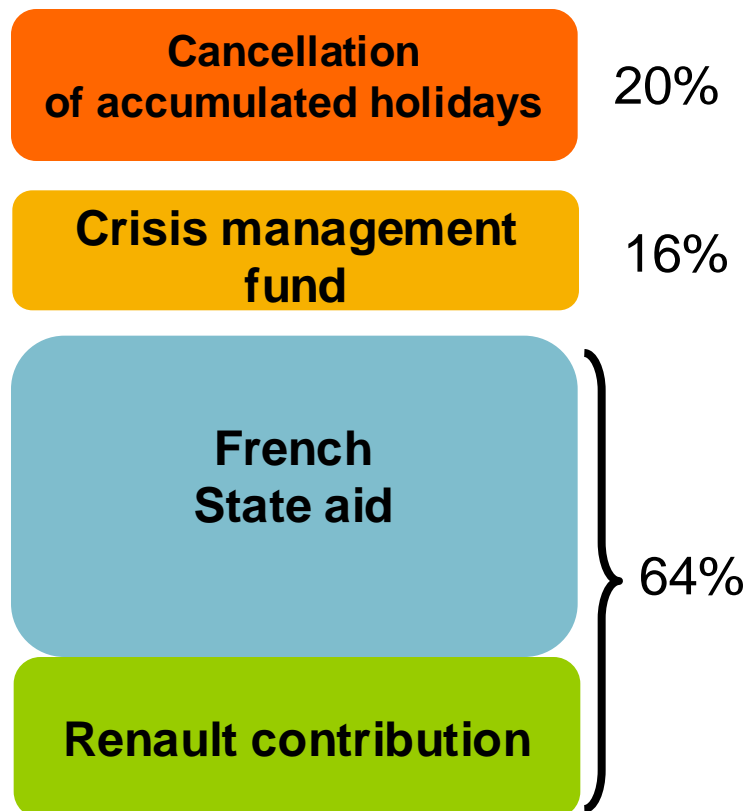 Cancellation
of accumulated holidays
20%
Crisis management
fund
16%
French
State aid
64%
Renault contribution